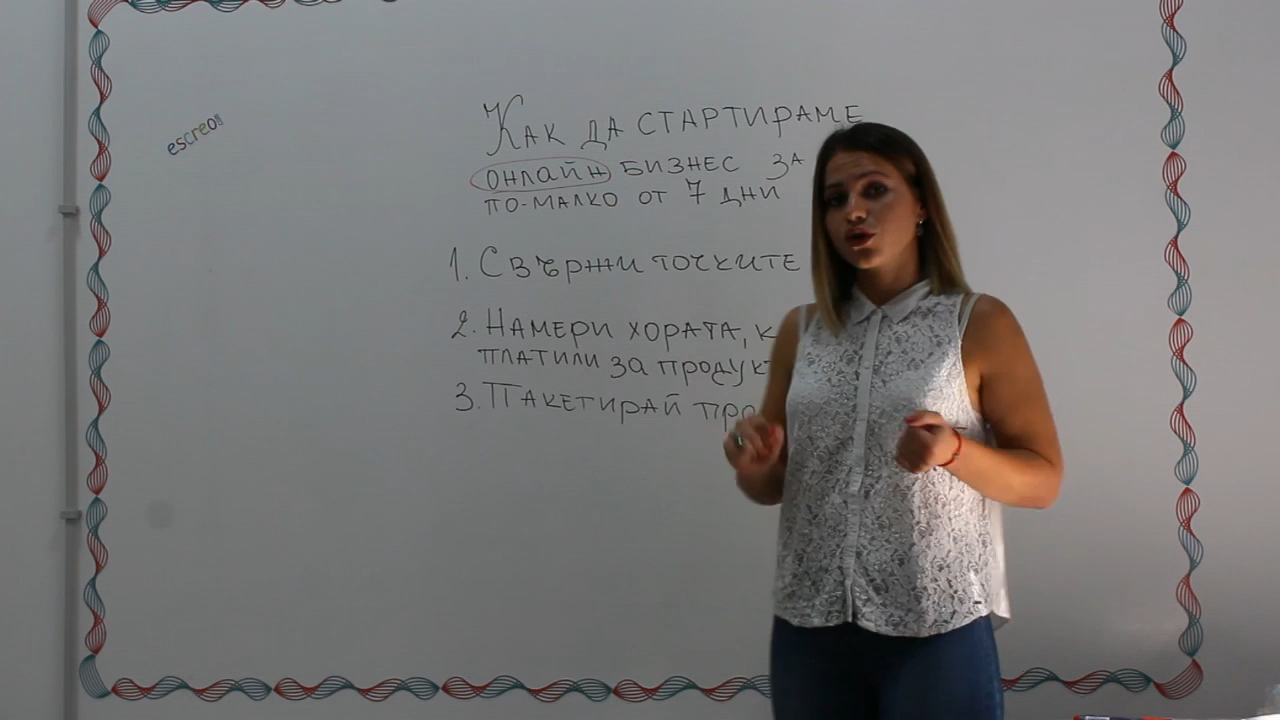 escreo
Как да стартираме
онлайн бизнес за
по-малко от 7 дни
1. Свържи точките
2. Намери хората, к
платили за продукт
3. Пакетирай про